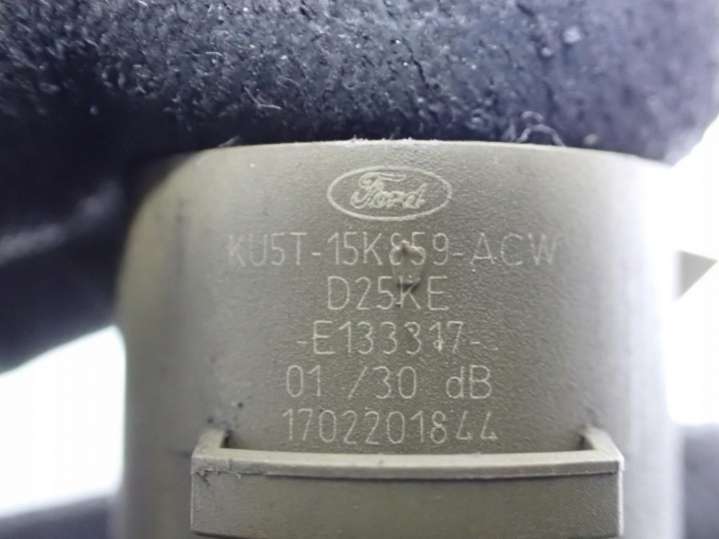 Ford
KU5T-15K859-ACW
D25KE
-E133317-
01 /30 dB
1702201844